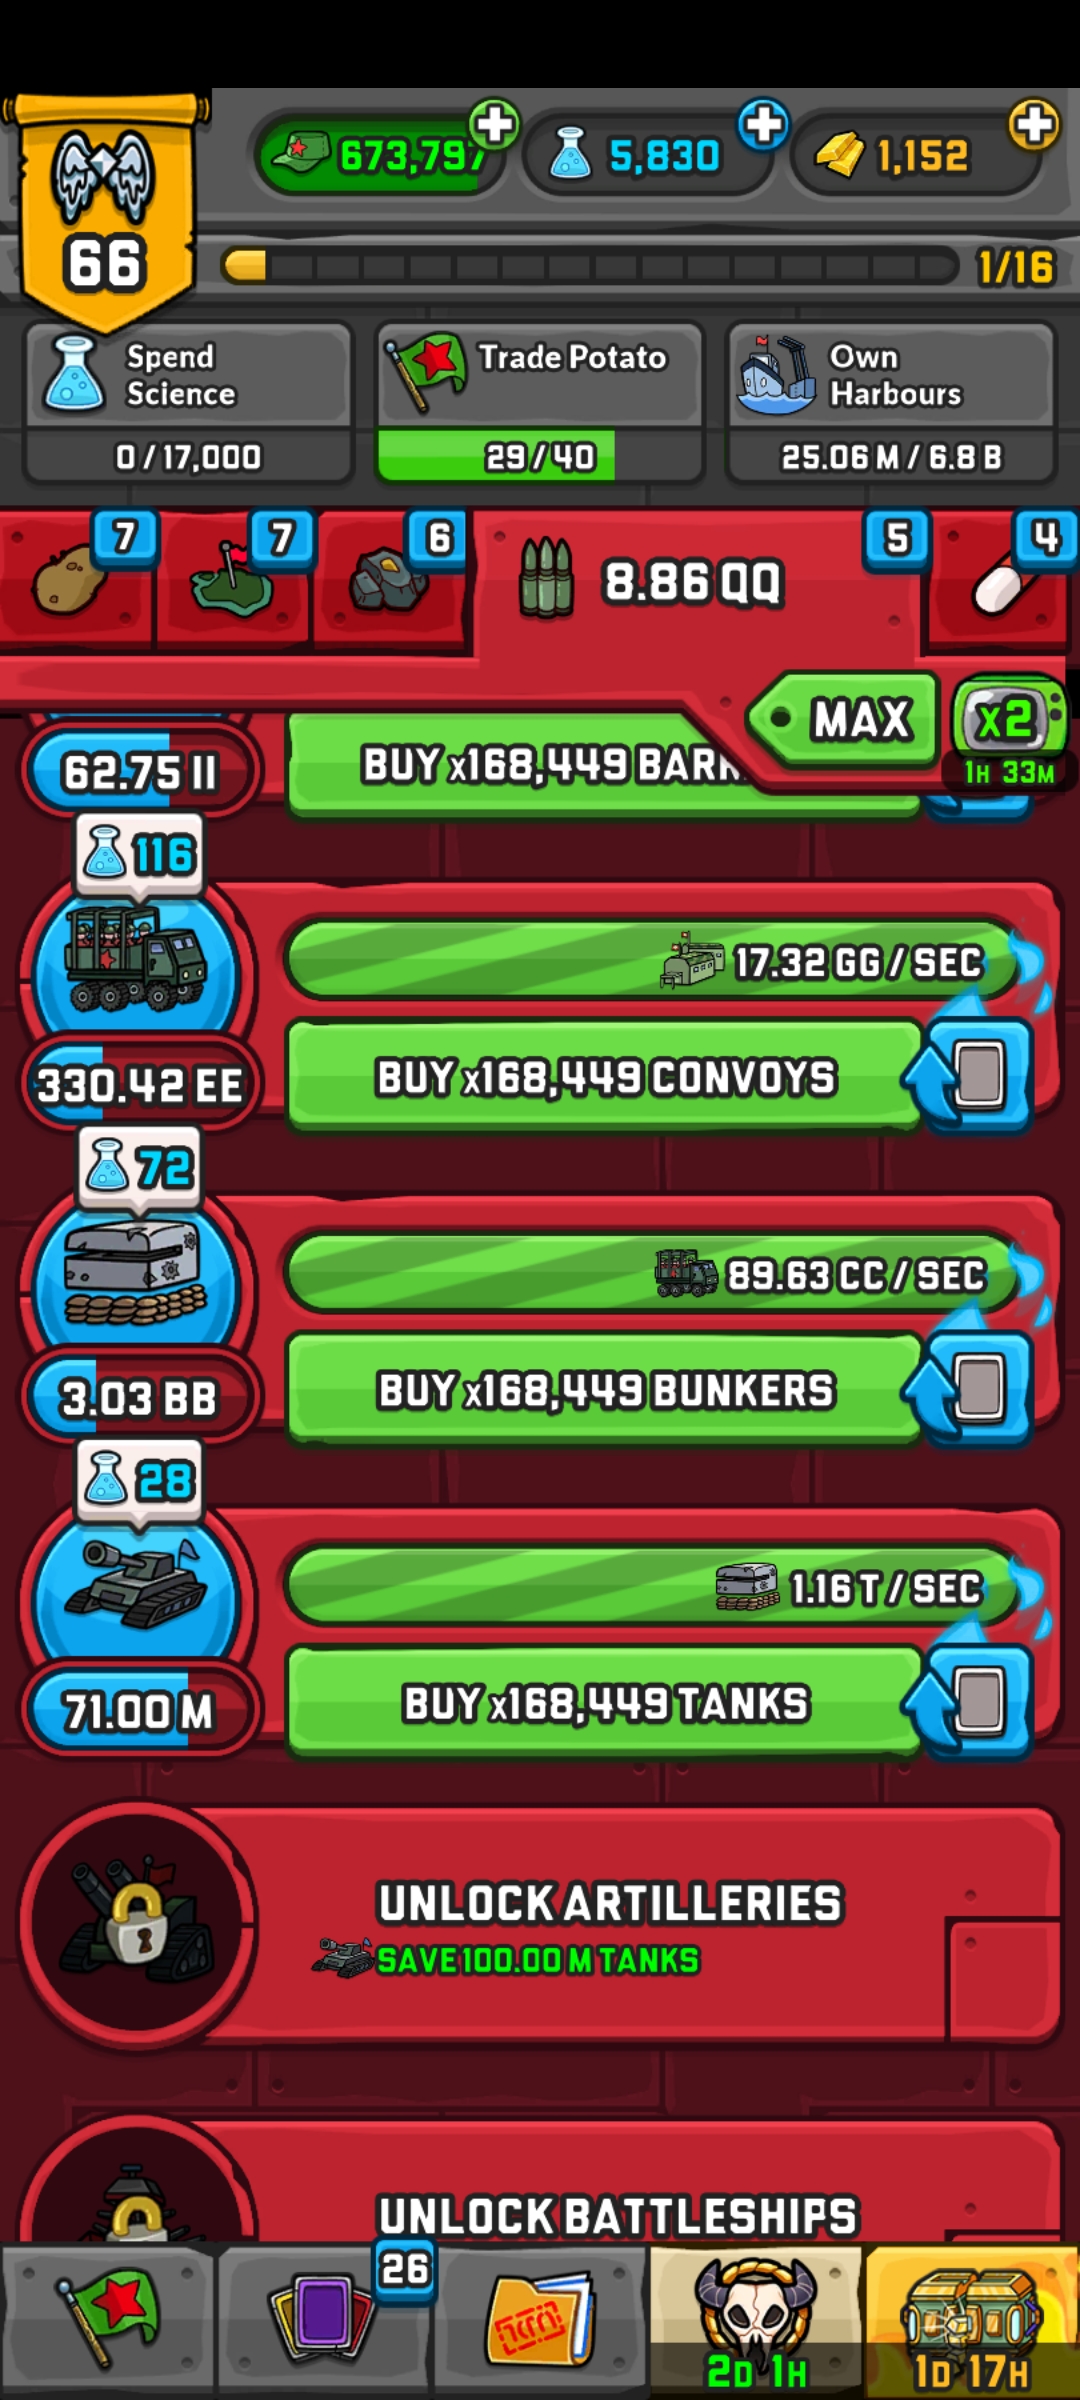 673,797
5,830
1,152
66
1/16
Spend Science
0/17,000
Trade Potato
29/40
Own Harbours
25.06 M / 6.8 B
7
7
6
8.86 QQ
5
4
MAX
x2
1H 33M
62.75 II
BUY x168,449 BARR
116
17.32 GG / SEC
330.42 EE
BUY x168,449 CONVOYS
72
89.63 CC / SEC
3.03 BB
BUY x168,449 BUNKERS
28
1.16 T / SEC
71.00 M
BUY x168,449 TANKS
UNLOCK ARTILLERIES
SAVE 100.00 M TANKS
UNLOCK BATTLESHIPS
26
2D 1H
1D 17H